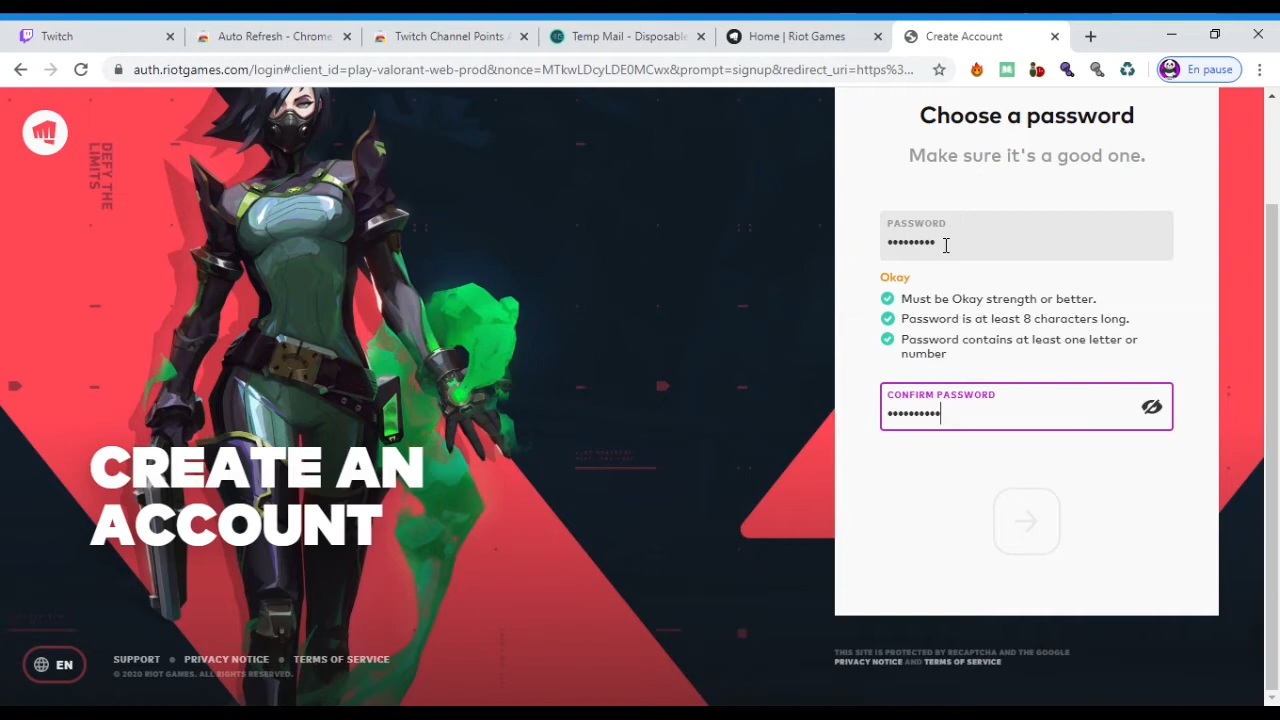 Twitch
Auto Refresh - Chrome
Twitch Channel Points
Temp Mail - Disposable
Home | Riot Games
Create Account
auth.riotgames.com/login#client_id=play-valorant-web-prod&nonce=MTkwLDcyLDE0MCwx&prompt=signup&redirect_uri=https%3...
En pause
DEFY THE
LIMITS
Choose a password
Make sure it's a good one.
PASSWORD
•••••••••
Okay
Must be Okay strength or better.
Password is at least 8 characters long.
Password contains at least one letter or
number
CONFIRM PASSWORD
••••••••••
CREATE AN
ACCOUNT
EN
SUPPORT ● PRIVACY NOTICE ● TERMS OF SERVICE
© 2020 RIOT GAMES. ALL RIGHTS RESERVED.
THIS SITE IS PROTECTED BY RECAPTCHA AND THE GOOGLE
PRIVACY NOTICE AND TERMS OF SERVICE